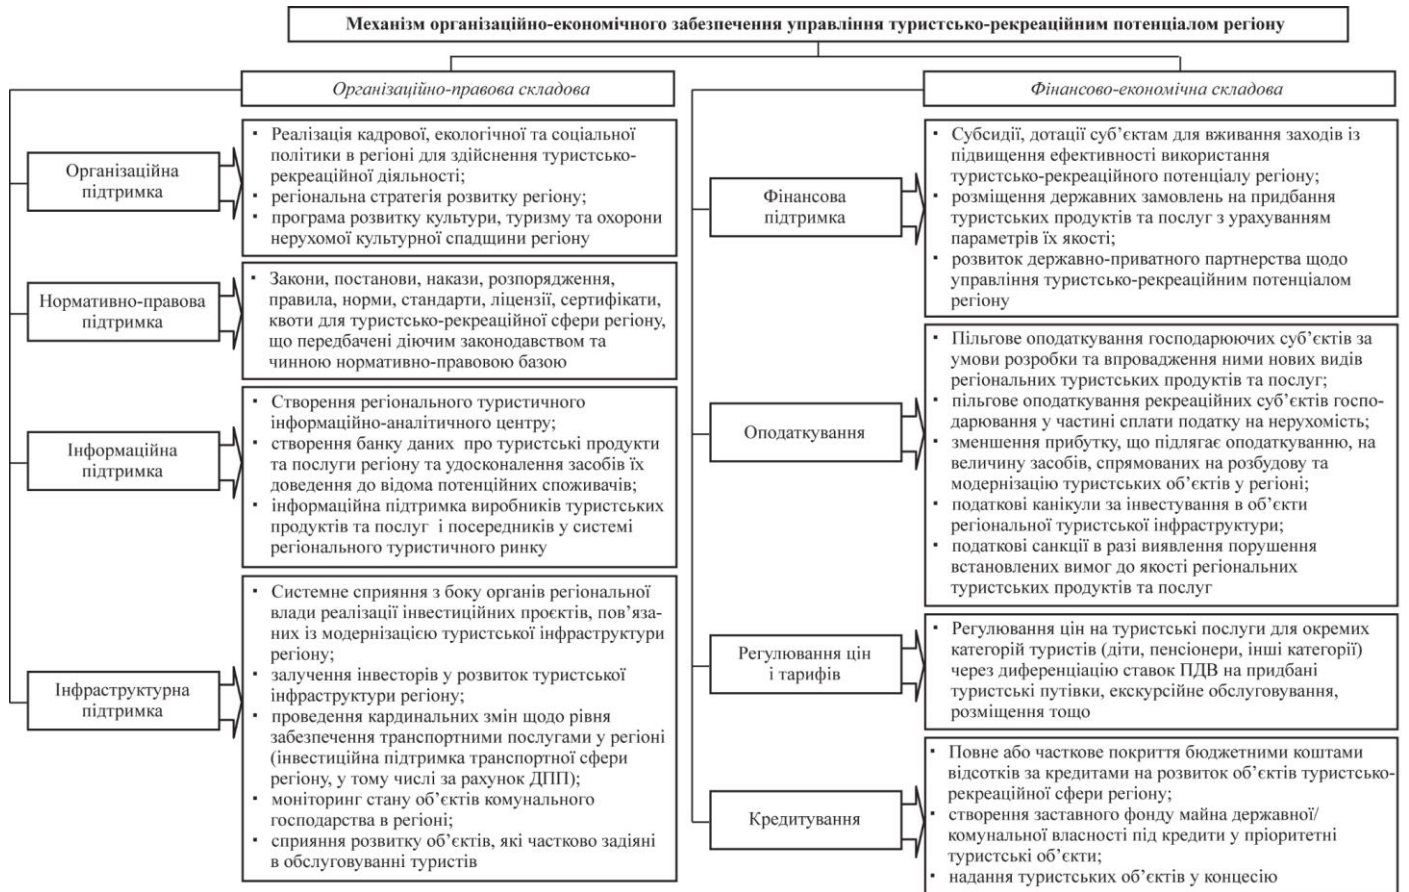 Механізм організаційно-економічного забезпечення управління туристсько-рекреаційним потенціалом регіону
Організаційно-правова складова
Організаційна
підтримка
▪ Реалізація кадрової, екологічної та соціальної
політики в регіоні для здійснення туристсько-
рекреаційної діяльності;
▪ регіональна стратегія розвитку регіону;
▪ програма розвитку культури, туризму та охорони
нерухомої культурної спадщини регіону
Нормативно-правова
підтримка
Закони, постанови, накази, розпорядження,
правила, норми, стандарти, ліцензії, сертифікати,
квоти для туристсько-рекреаційної сфери регіону,
що передбачені діючим законодавством та
чинною нормативно-правовою базою
Інформаційна
підтримка
▪ Створення регіонального туристичного
інформаційно-аналітичного центру;
▪ створення банку даних про туристські продукти
та послуги регіону та удосконалення засобів їх
доведення до відома потенційних споживачів;
▪ інформаційна підтримка виробників туристських
продуктів та послуг і посередників у системі
регіонального туристичного ринку
Інфраструктурна
підтримка
▪ Системне сприяння з боку органів регіональної
влади реалізації інвестиційних проєктів, пов’яза-
них із модернізацією туристської інфраструктури
регіону;
▪ залучення інвесторів у розвиток туристської
інфраструктури регіону;
▪ проведення кардинальних змін щодо рівня
забезпечення транспортними послугами у регіоні
(інвестиційна підтримка транспортної сфери
регіону, у тому числі за рахунок ДПП);
▪ моніторинг стану об’єктів комунального
господарства в регіоні;
▪ сприяння розвитку об’єктів, які частково задіяні
в обслуговуванні туристів
Фінансово-економічна складова
Фінансова
підтримка
▪ Субсидії, дотації суб’єктам для вживання заходів із
підвищення ефективності використання
туристсько-рекреаційного потенціалу регіону;
▪ розміщення державних замовлень на придбання
туристських продуктів та послуг з урахуванням
параметрів їх якості;
▪ розвиток державно-приватного партнерства щодо
управління туристсько-рекреаційним потенціалом
регіону
Оподаткування
▪ Пільгове оподаткування господарюючих суб’єктів за
умови розробки та впровадження ними нових видів
регіональних туристських продуктів та послуг;
▪ пільгове оподаткування рекреаційних суб’єктів госпо-
дарювання у частині сплати податку на нерухомість;
▪ зменшення прибутку, що підлягає оподаткуванню, на
величину засобів, спрямованих на розбудову та
модернізацію туристських об’єктів у регіоні;
▪ податкові канікули за інвестування в об’єкти
регіональної туристської інфраструктури;
▪ податкові санкції в разі виявлення порушення
встановлених вимог до якості регіональних
туристських продуктів та послуг
Регулювання цін
і тарифів
▪ Регулювання цін на туристські послуги для окремих
категорій туристів (діти, пенсіонери, інші категорії)
через диференціацію ставок ПДВ на придбані
туристські путівки, екскурсійне обслуговування,
розміщення тощо
Кредитування
▪ Повне або часткове покриття бюджетними коштами
відсотків за кредитами на розвиток об’єктів туристсько-
рекреаційної сфери регіону;
▪ створення заставного фонду майна державної/
комунальної власності під кредити у пріоритетні
туристські об’єкти;
▪ надання туристських об’єктів у концесію